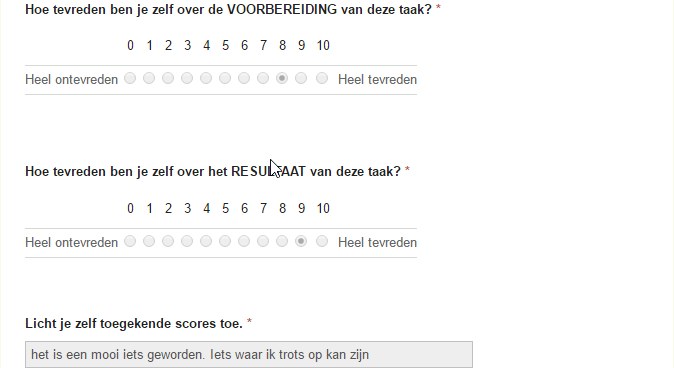 Hoe tevreden ben je zelf over de VOORBEREIDING van deze taak? *
0 1 2 3 4 5 6 7 8 9 10
Heel ontevreden Heel tevreden
Hoe tevreden ben je zelf over het RESULTAAT van deze taak? *
0 1 2 3 4 5 6 7 8 9 10
Heel ontevreden Heel tevreden
Licht je zelf toegekende scores toe. *
het is een mooi iets geworden. Iets waar ik trots op kan zijn